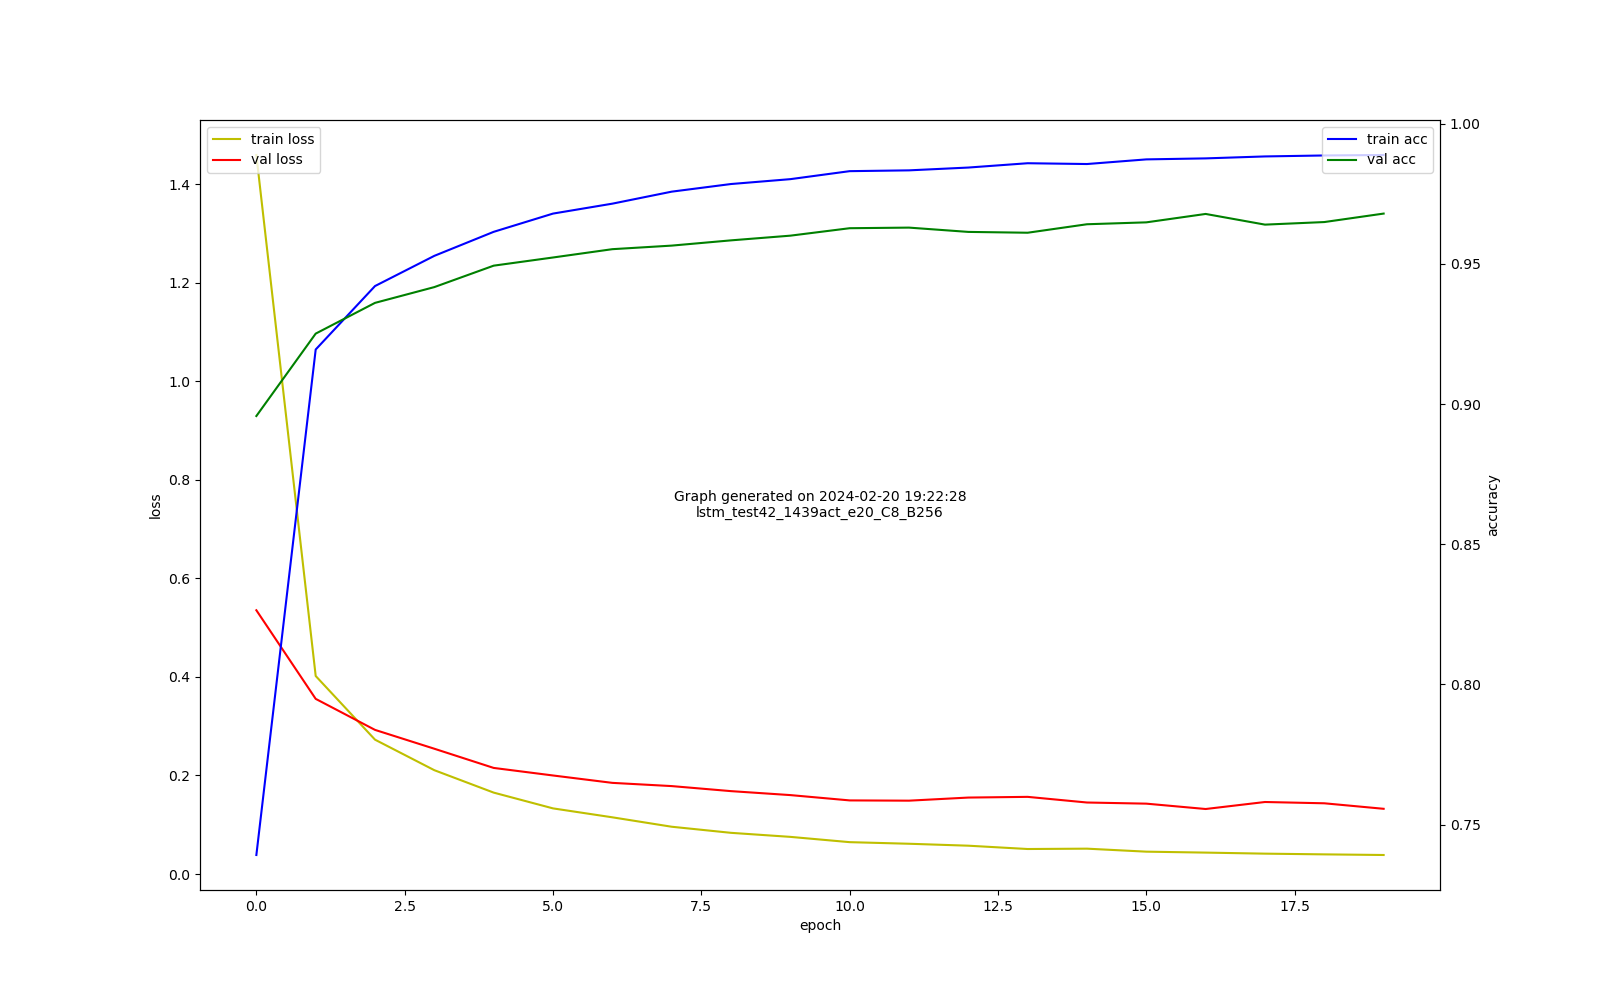 train loss
val loss
train acc
val acc
1.4
1.2
1.0
0.8
0.6
0.4
0.2
0.0
loss
1.00
0.95
0.90
0.85
0.80
0.75
accuracy
Graph generated on 2024-02-20 19:22:28
lstm_test42_1439act_e20_C8_B256
0.0 2.5 5.0 7.5 10.0 12.5 15.0 17.5
epoch